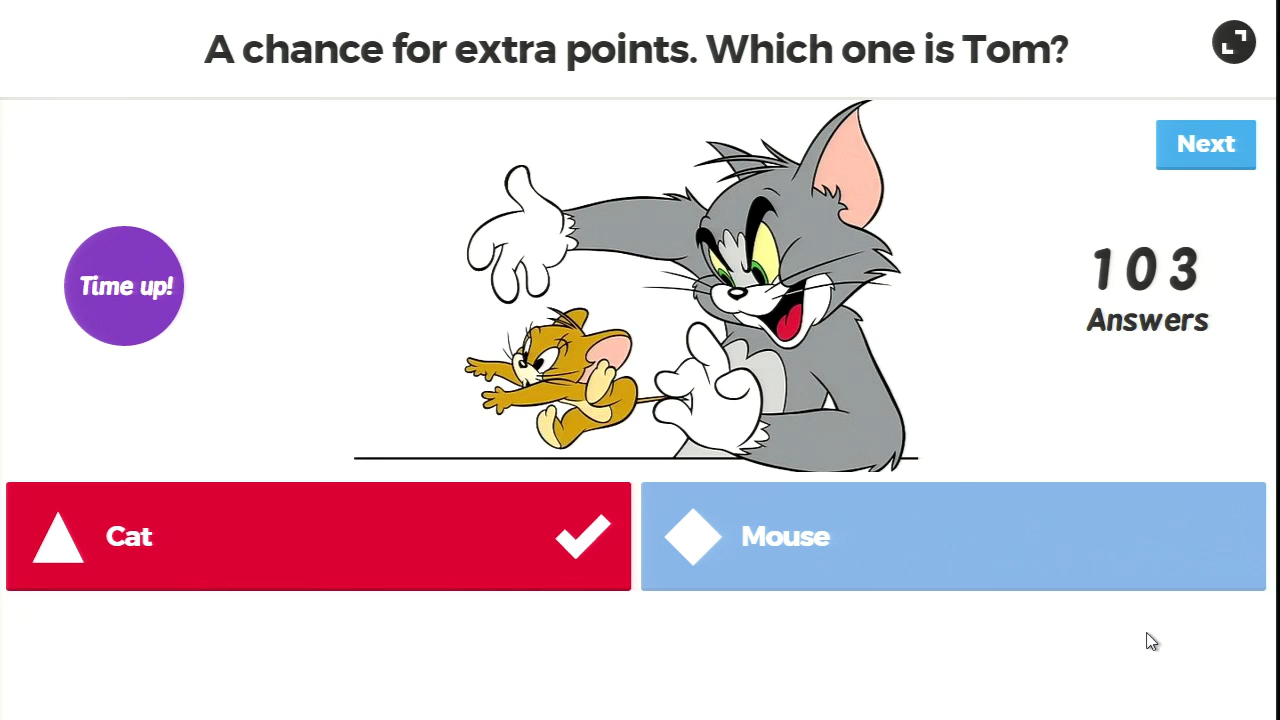 A chance for extra points. Which one is Tom?
Next
Time up!
103
Answers
Cat
Mouse